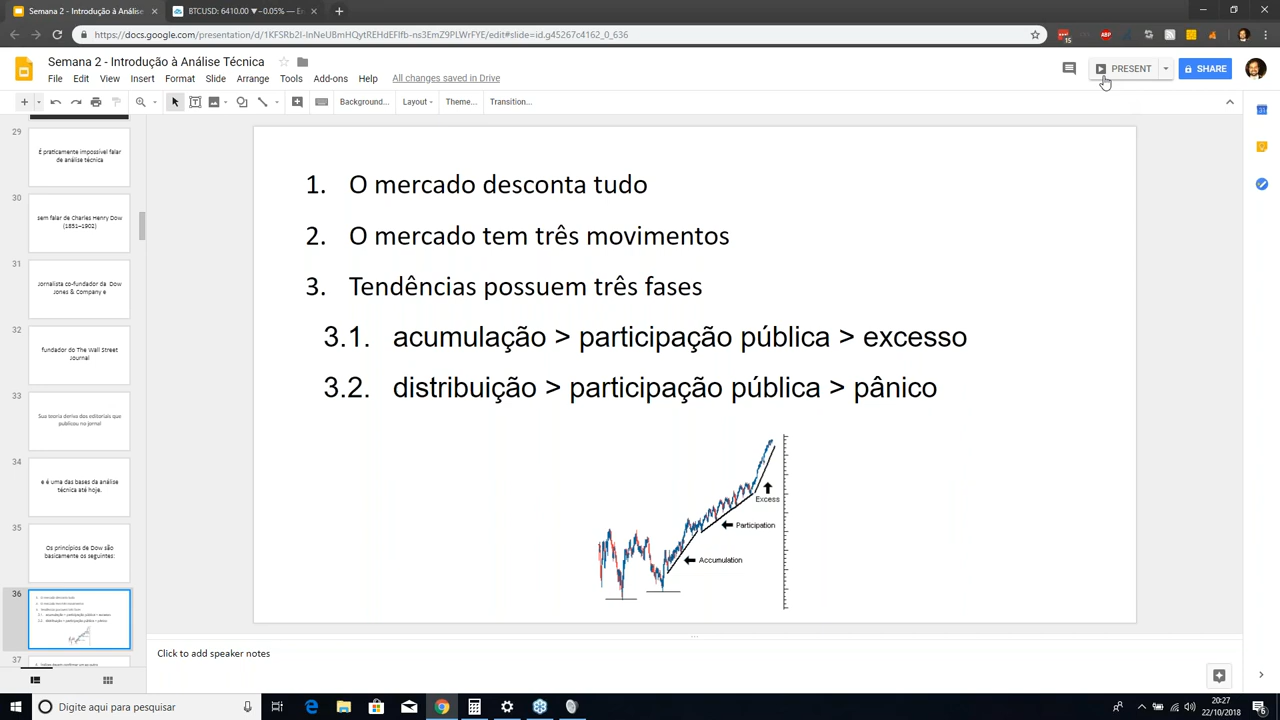 Semana 2 - Introdução à Análise
BTCUSD: 6410.00 ▼−0.05% — En
https://docs.google.com/presentation/d/1KFSRb2I-InNeUBmHQytREHdEFIfb-ns3EmZ9PLWrFYE/edit#slide=id.g45267c4162_0_636
15
ABP
Semana 2 - Introdução à Análise Técnica
File Edit View Insert Format Slide Arrange Tools Add-ons Help All changes saved in Drive
PRESENT
SHARE
Background... Layout Theme... Transition...
31
29
É praticamente impossível falar
de análise técnica
30
sem falar de Charles Henry Dow
(1851–1902)
31
Jornalista co-fundador da Dow
Jones & Company e
32
fundador do The Wall Street
Journal
33
Sua teoria deriva dos editoriais que
publicou no jornal
34
e é uma das bases da análise
técnica até hoje.
35
Os princípios de Dow são
basicamente os seguintes:
36
37
1. O mercado desconta tudo
2. O mercado tem três movimentos
3. Tendências possuem três fases
3.1. acumulação > participação pública > excesso
3.2. distribuição > participação pública > pânico
Excess
Participation
Accumulation
Click to add speaker notes
Digite aqui para pesquisar
20:27
22/10/2018
6